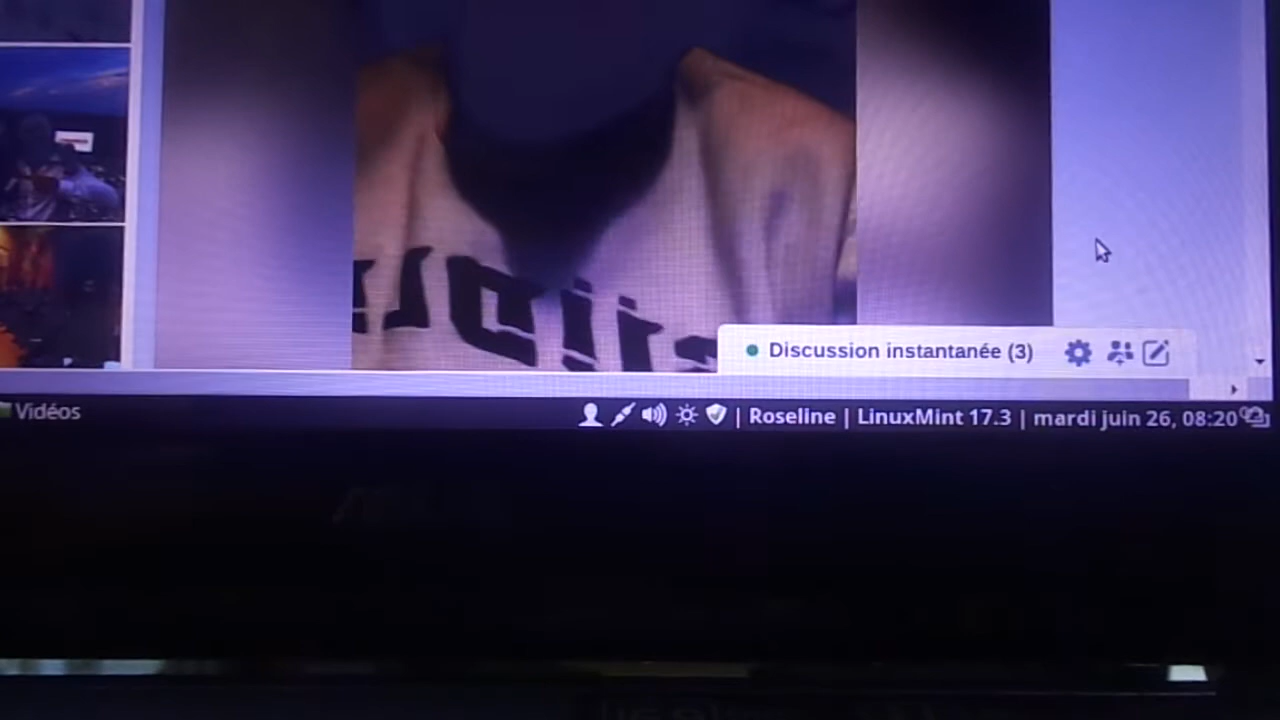 Discussion instantanée (3)
Vidéos
| Roseline | LinuxMint 17.3 | mardi juin 26, 08:20